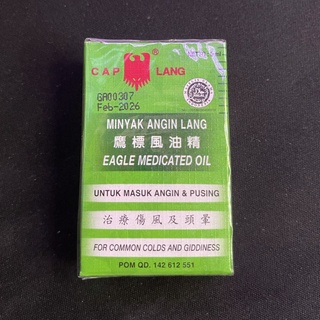 CAP LANG
GA00307
Feb-2026
MINYAK ANGIN LANG
鷹標風油精
EAGLE MEDICATED OIL
UNTUK MASUK ANGIN & PUSING
治療傷風及頭暈
FOR COMMON COLDS AND GIDDINESS
POM QD. 142 612 551